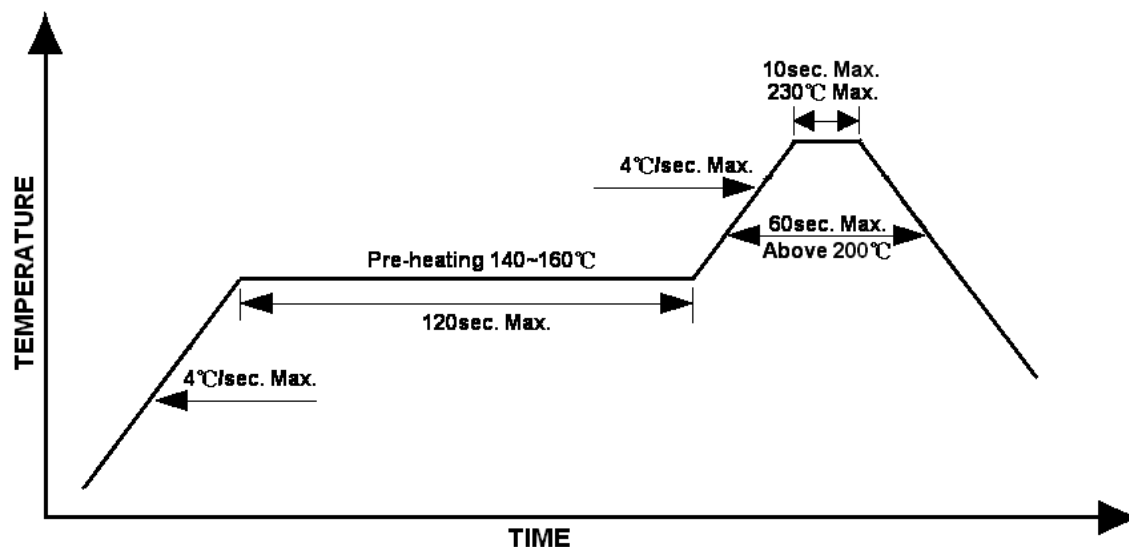 10sec. Max.
230℃ Max.
4℃/sec. Max.
60sec. Max.
Above 200℃
Pre-heating 140~160℃
120sec. Max.
4℃/sec. Max.
TEMPERATURE
TIME